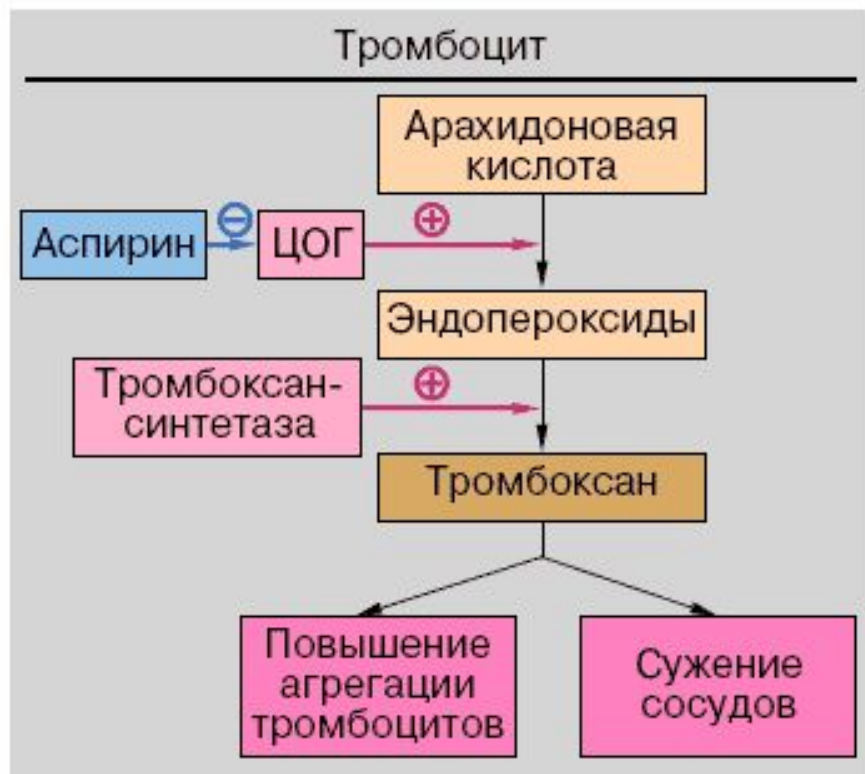 Тромбоцит
Арахидоновая
кислота
⊖
⊕
Аспирин
ЦОГ
Эндопероксиды
Тромбоксан-
синтетаза
⊕
Тромбоксан
Повышение
агрегации
тромбоцитов
Сужение
сосудов